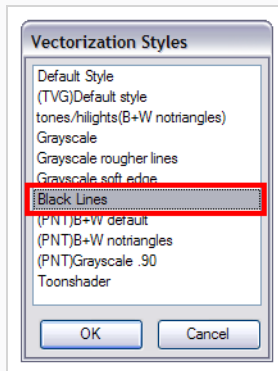 Vectorization Styles
Default Style
(TVG)Default style
tones/hilights(B+W notriangles)
Grayscale
Grayscale rougher lines
Grayscale soft edge
Black Lines
(PNT)B+W default
(PNT)B+W notriangles
(PNT)Grayscale .90
Toonshader
OK
Cancel